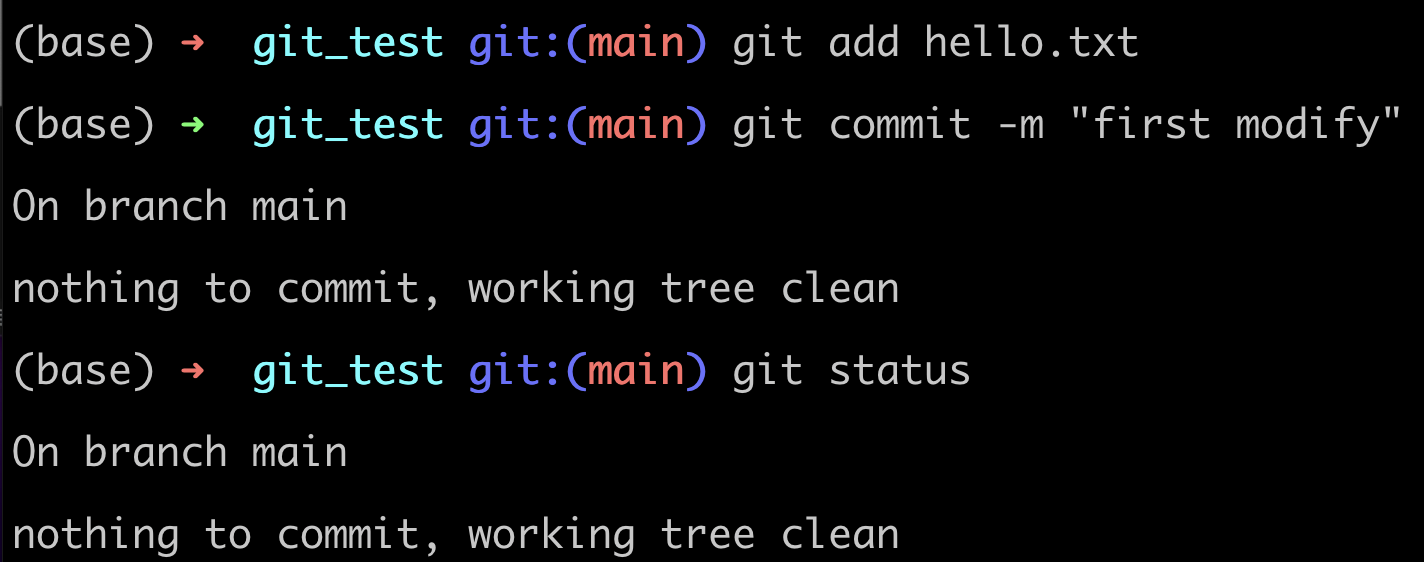 (base) ➜  git_test git:(main) git add hello.txt
(base) ➜  git_test git:(main) git commit -m "first modify"
On branch main
nothing to commit, working tree clean
(base) ➜  git_test git:(main) git status
On branch main
nothing to commit, working tree clean